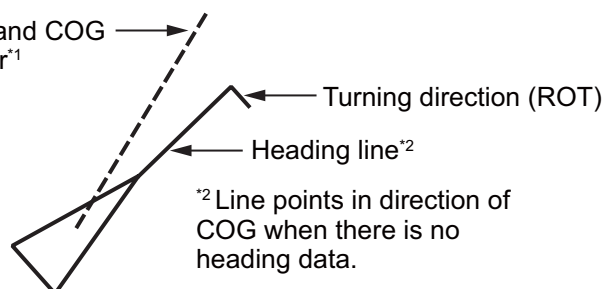 and COG
r*1
Turning direction (ROT)
Heading line*2
*2 Line points in direction of
COG when there is no
heading data.